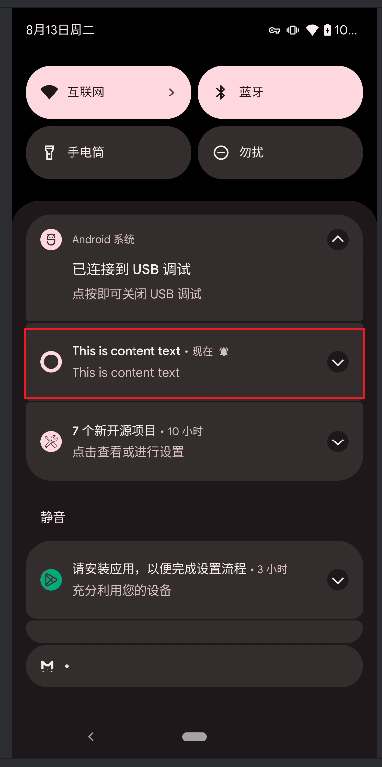 8月13日周二
10...
互联网
蓝牙
手电筒
勿扰
Android 系统
已连接到 USB 调试
点按即可关闭 USB 调试
This is content text • 现在
This is content text
7 个新开源项目 • 10 小时
点击查看或进行设置
静音
请安装应用，以便完成设置流程 • 3 小时
充分利用您的设备